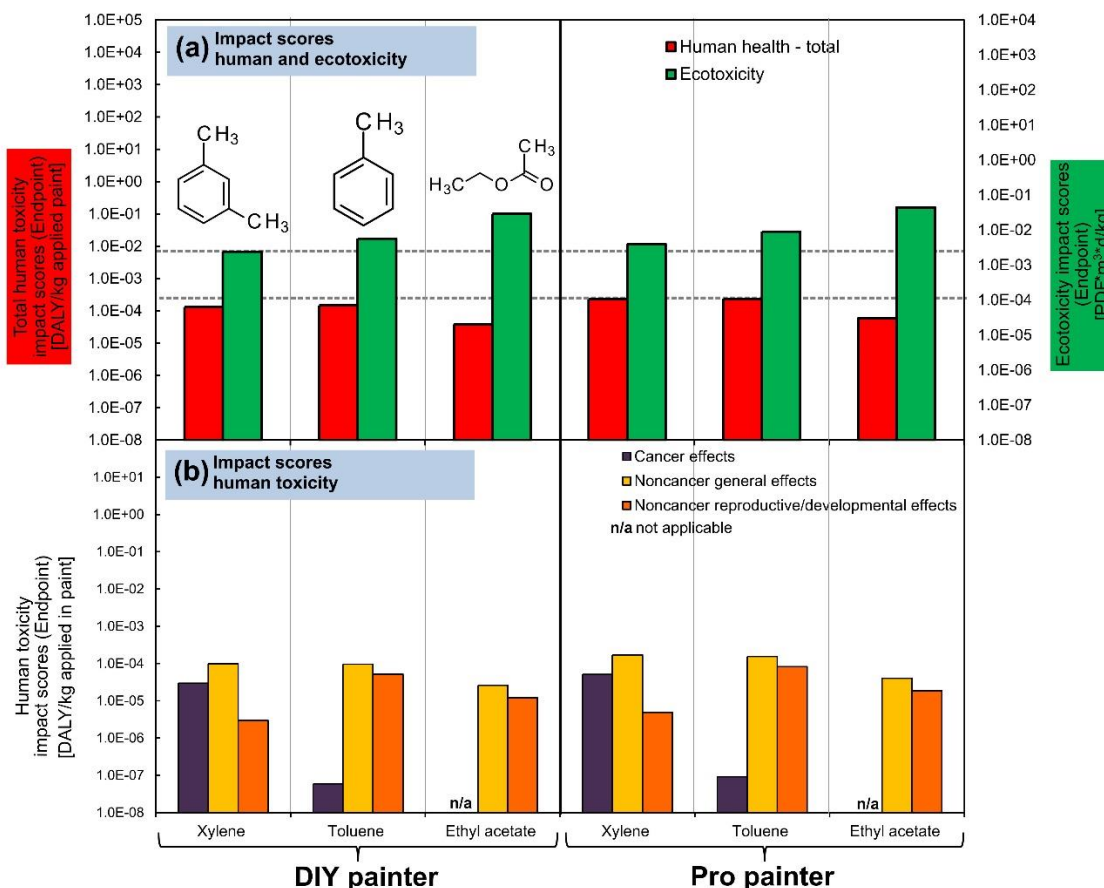 (a) Impact scores
human and ecotoxicity
Human health - total
Ecotoxicity
Total human toxicity
impact scores (Endpoint)
[DALY/kg applied paint]
1.0E+05
1.0E+04
1.0E+03
1.0E+02
1.0E+01
1.0E+00
1.0E-01
1.0E-02
1.0E-03
1.0E-04
1.0E-05
1.0E-06
1.0E-07
1.0E-08
CH3
CH3
CH3
CH3
H3C
O
O
1.0E+04
1.0E+03
1.0E+02
1.0E+01
1.0E+00
1.0E-01
1.0E-02
1.0E-03
1.0E-04
1.0E-05
1.0E-06
1.0E-07
1.0E-08
Ecotoxicity impact scores
(Endpoint)
[PDF*m³*d/kg]
(b) Impact scores
human toxicity
Cancer effects
Noncancer general effects
Noncancer reproductive/developmental effects
n/a not applicable
Human toxicity
impact scores (Endpoint)
[DALY/kg applied in paint]
1.0E+01
1.0E+00
1.0E-01
1.0E-02
1.0E-03
1.0E-04
1.0E-05
1.0E-06
1.0E-07
1.0E-08
n/a
n/a
Xylene Toluene Ethyl acetate Xylene Toluene Ethyl acetate
DIY painter Pro painter